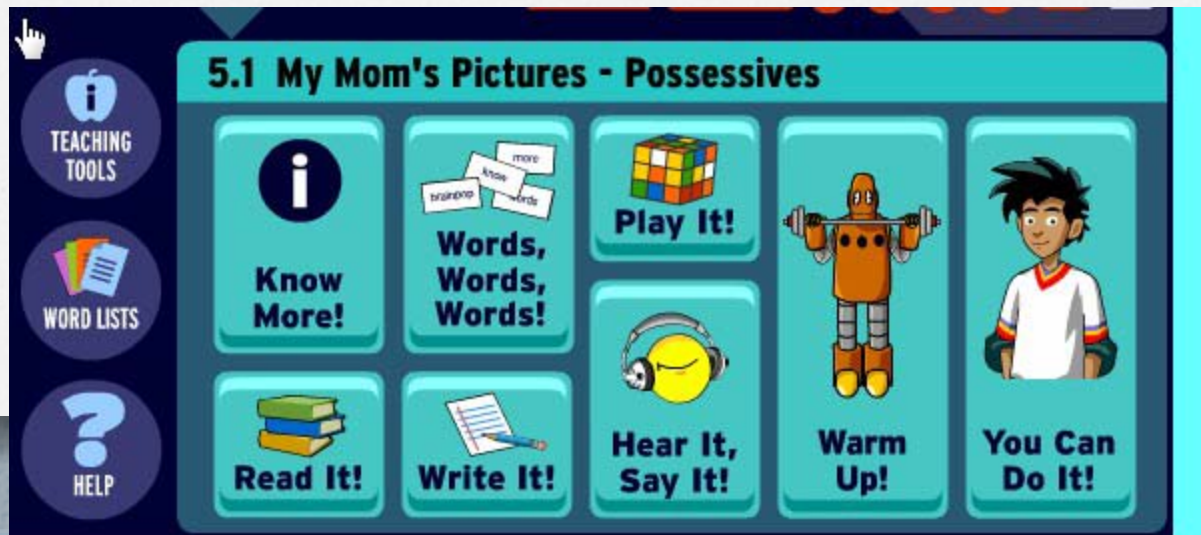 5.1 My Mom's Pictures - Possessives
TEACHING
TOOLS
WORD LISTS
HELP
i
Know
More!
more
know
brainpop
words
Words,
Words,
Words!
Play It!
Read It!
Write It!
Hear It,
Say It!
Warm
Up!
You Can
Do It!